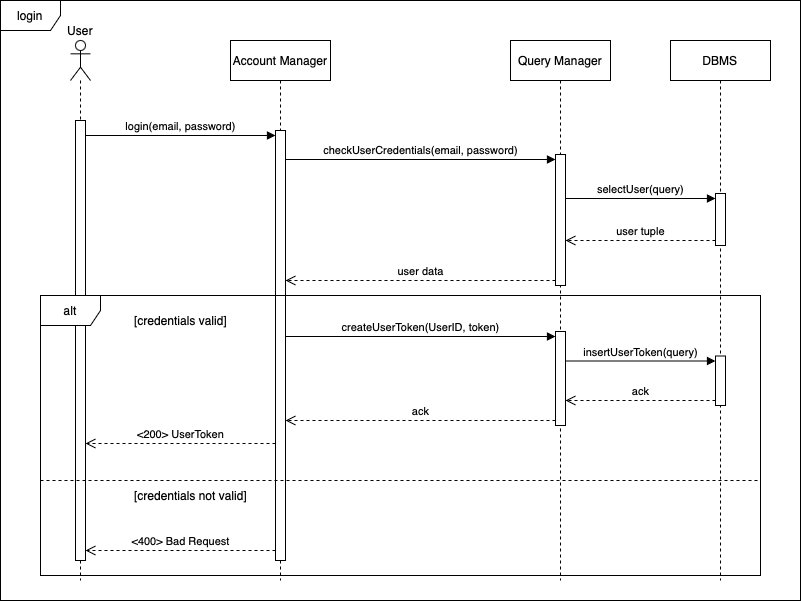 login
User
Account Manager
Query Manager
DBMS
login(email, password)
checkUserCredentials(email, password)
selectUser(query)
user tuple
user data
alt
[credentials valid]
createUserToken(UserID, token)
insertUserToken(query)
ack
ack
<200> UserToken
[credentials not valid]
<400> Bad Request